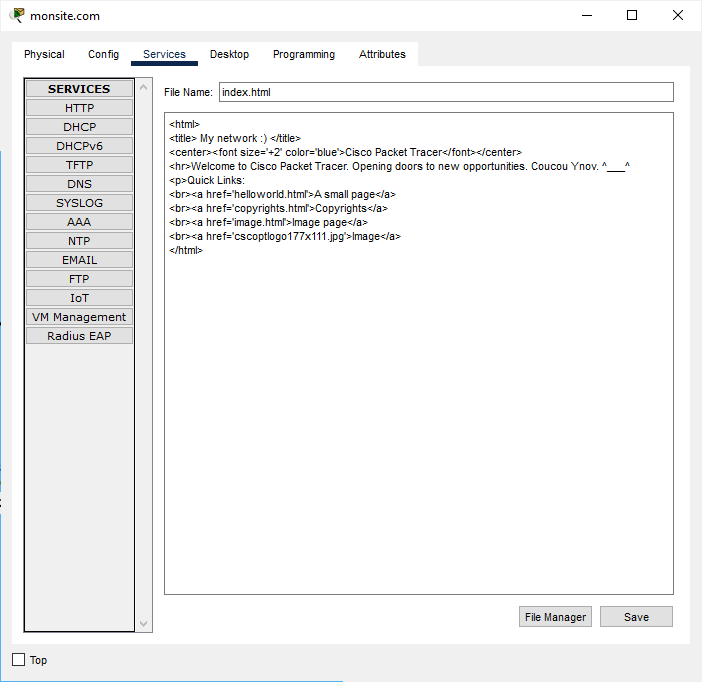 monsite.com
Physical Config Services Desktop Programming Attributes
SERVICES
HTTP
DHCP
DHCPv6
TFTP
DNS
SYSLOG
AAA
NTP
EMAIL
FTP
IoT
VM Management
Radius EAP
File Name: index.html
<html>
<title> My network :) </title>
<center><font size='+2' color='blue'>Cisco Packet Tracer</font></center>
<hr>Welcome to Cisco Packet Tracer. Opening doors to new opportunities. Coucou Ynov. ^___^
<p>Quick Links:
<br><a href='helloworld.html'>A small page</a>
<br><a href='copyrights.html'>Copyrights</a>
<br><a href='image.html'>Image page</a>
<br><a href='cscoptlogo177x111.jpg'>Image</a>
</html>
File Manager Save
Top